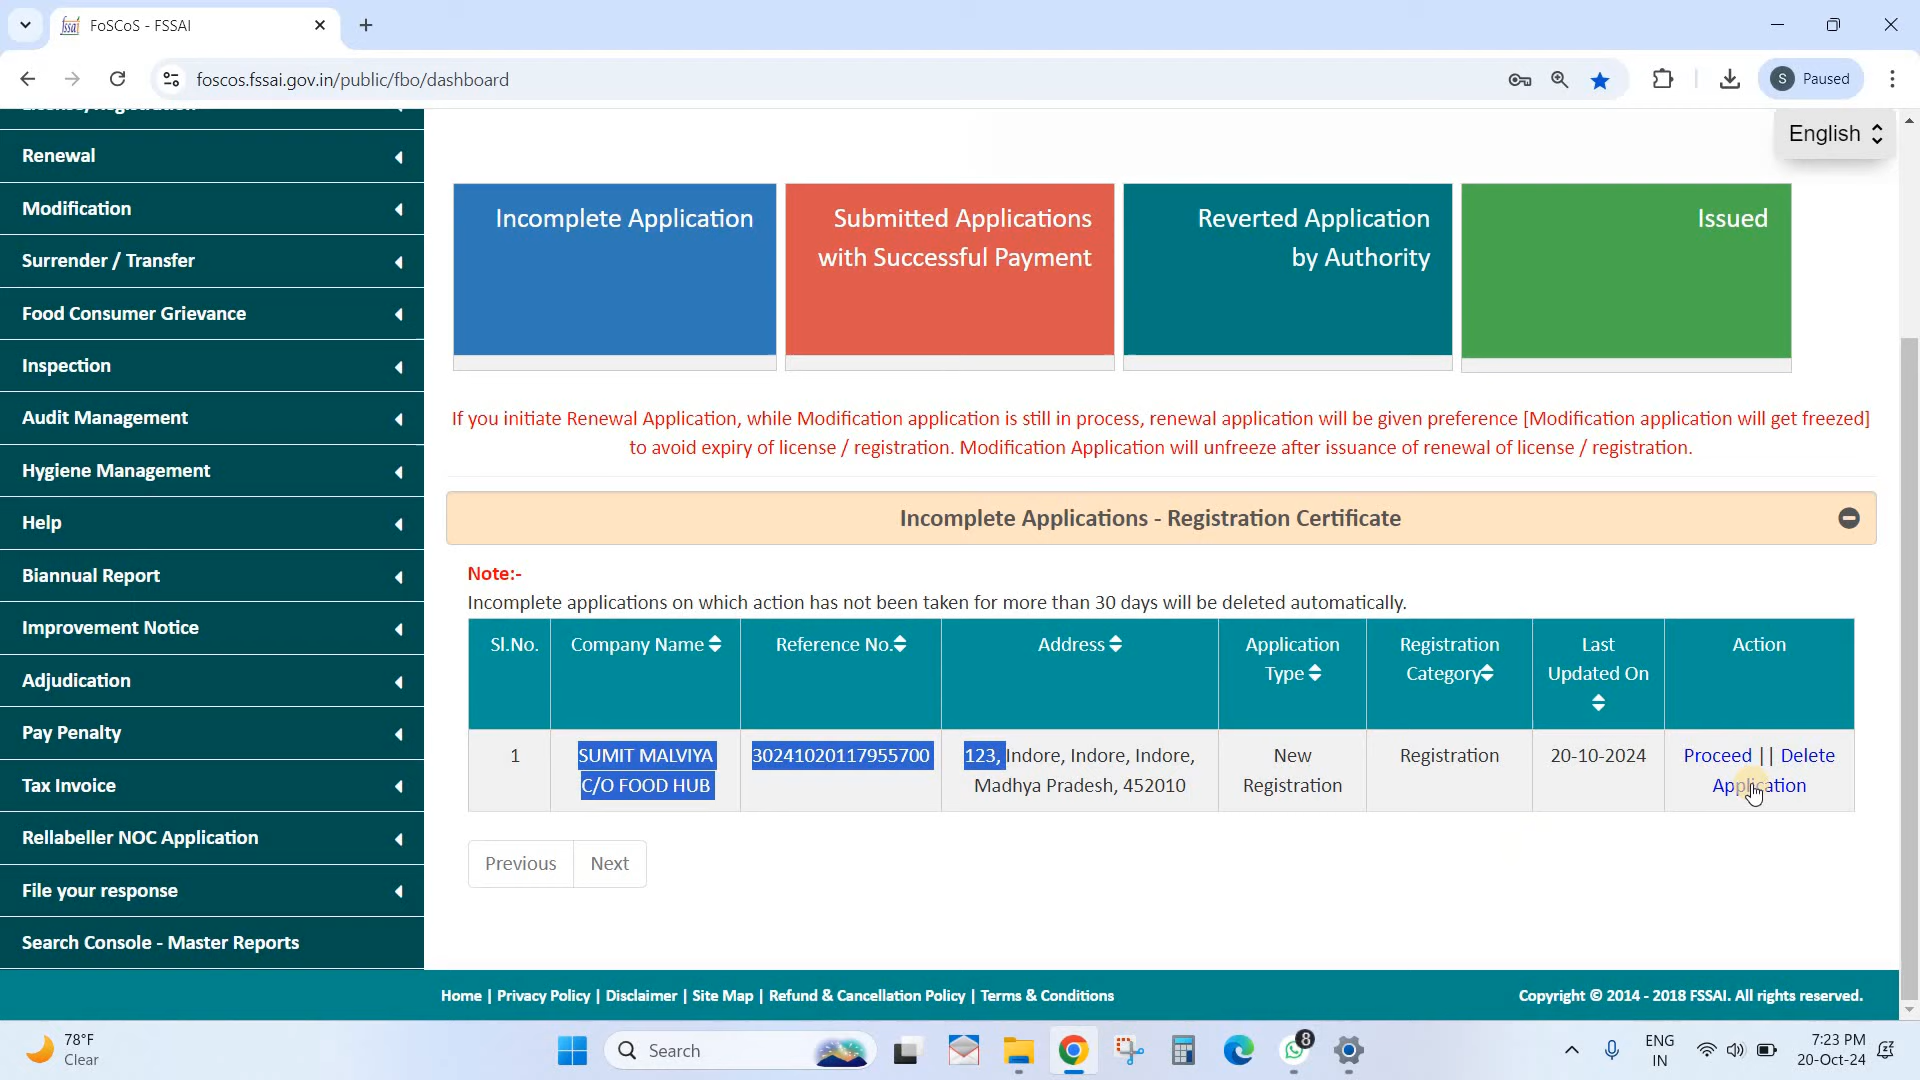 FoSCoS - FSSAI
foscos.fssai.gov.in/public/fbo/dashboard
S Paused
English
Renewal
Modification
Surrender / Transfer
Food Consumer Grievance
Inspection
Audit Management
Hygiene Management
Help
Biannual Report
Improvement Notice
Adjudication
Pay Penalty
Tax Invoice
Rellabeller NOC Application
File your response
Search Console - Master Reports
Incomplete Application
Submitted Applications
with Successful Payment
Reverted Application
by Authority
Issued
If you initiate Renewal Application, while Modification application is still in process, renewal application will be given preference [Modification application will get freezed]
to avoid expiry of license / registration. Modification Application will unfreeze after issuance of renewal of license / registration.
Incomplete Applications - Registration Certificate
Note:-
Incomplete applications on which action has not been taken for more than 30 days will be deleted automatically.
Sl.No. Company Name Reference No. Address Application Registration Last Action
Type Category Updated On
1 SUMIT MALVIYA 30241020117955700 123, Indore, Indore, Indore, New Registration 20-10-2024 Proceed || Delete
C/O FOOD HUB Madhya Pradesh, 452010 Registration Application
Previous Next
Home | Privacy Policy | Disclaimer | Site Map | Refund & Cancellation Policy | Terms & Conditions Copyright © 2014 - 2018 FSSAI. All rights reserved.
78°F
Clear
Search
8
ENG
IN
7:23 PM
20-Oct-24